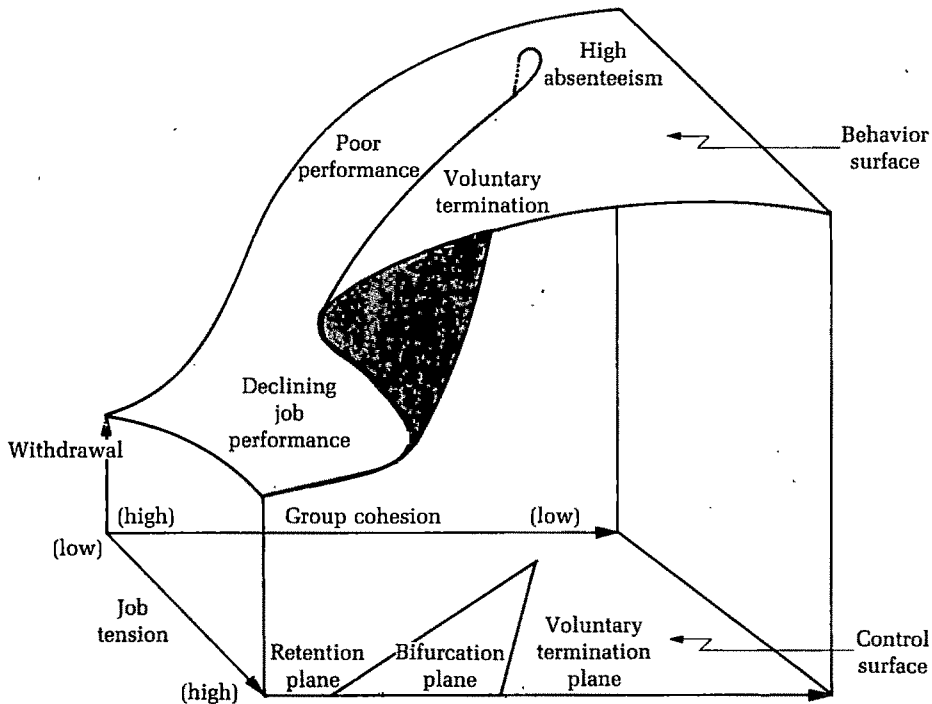 High
absenteeism
Poor
performance
Behavior
surface
Voluntary
termination
Declining
job
performance
Withdrawal
(high)
Group cohesion
(low)
(low)
Job
tension
(high)
Retention
plane
Bifurcation
plane
Voluntary
termination
plane
Control
surface